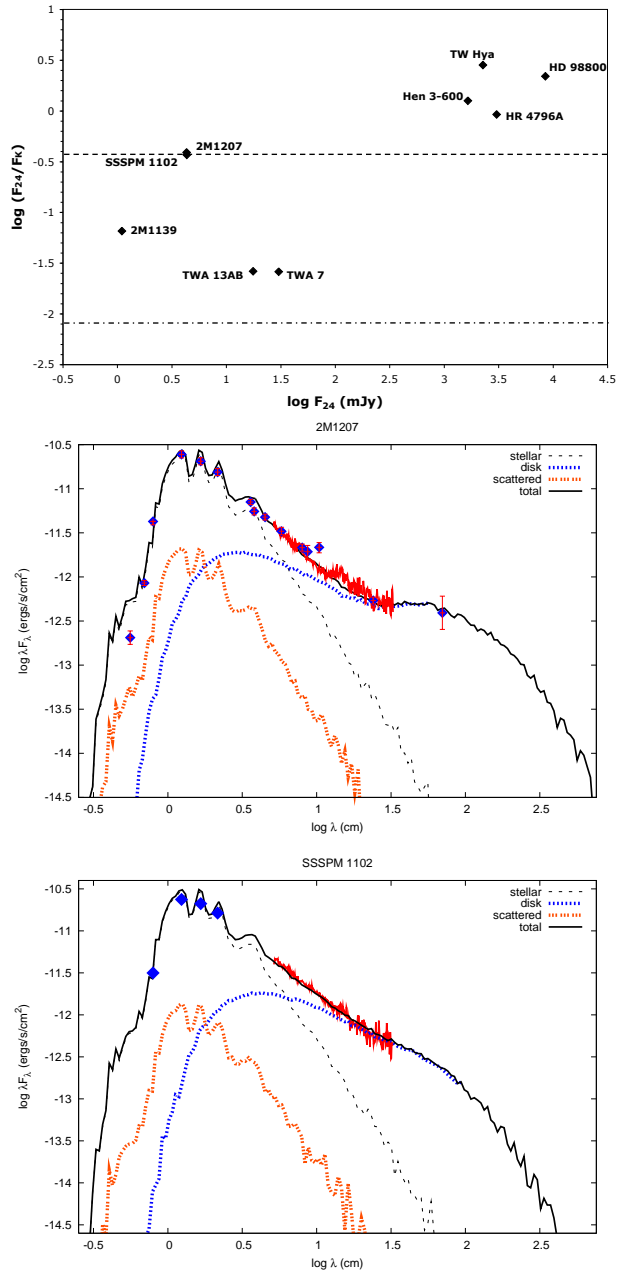 log (F24/FK)
1
0.5
0
-0.5
-1
-1.5
-2
-2.5
TW Hya
HD 98800
Hen 3-600
HR 4796A
2M1207
SSSPM 1102
2M1139
TWA 13AB
TWA 7
-0.5 0 0.5 1 1.5 2 2.5 3 3.5 4 4.5
log F24 (mJy)
2M1207
log λFλ (ergs/s/cm²)
-10.5
-11
-11.5
-12
-12.5
-13
-13.5
-14
-14.5
stellar
disk
scattered
total
-0.5 0 0.5 1 1.5 2 2.5
log λ (cm)
SSSPM 1102
log λFλ (ergs/s/cm²)
-10.5
-11
-11.5
-12
-12.5
-13
-13.5
-14
-14.5
stellar
disk
scattered
total
-0.5 0 0.5 1 1.5 2 2.5
log λ (cm)